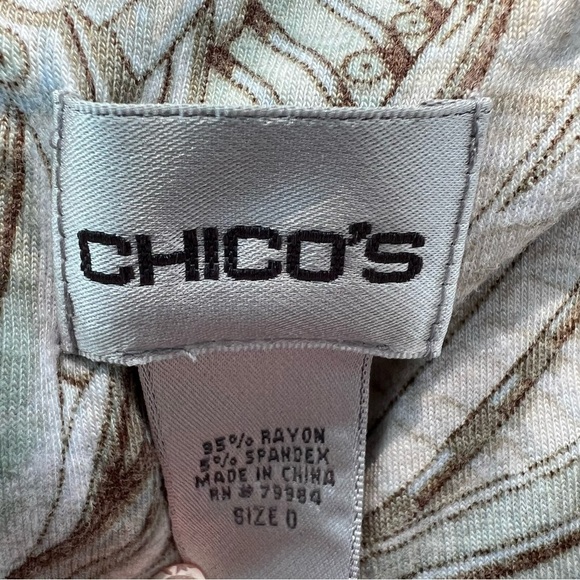 CHICO'S
95% RAYON
5% SPANDEX
MADE IN CHINA
RN # 79984
SIZE 0